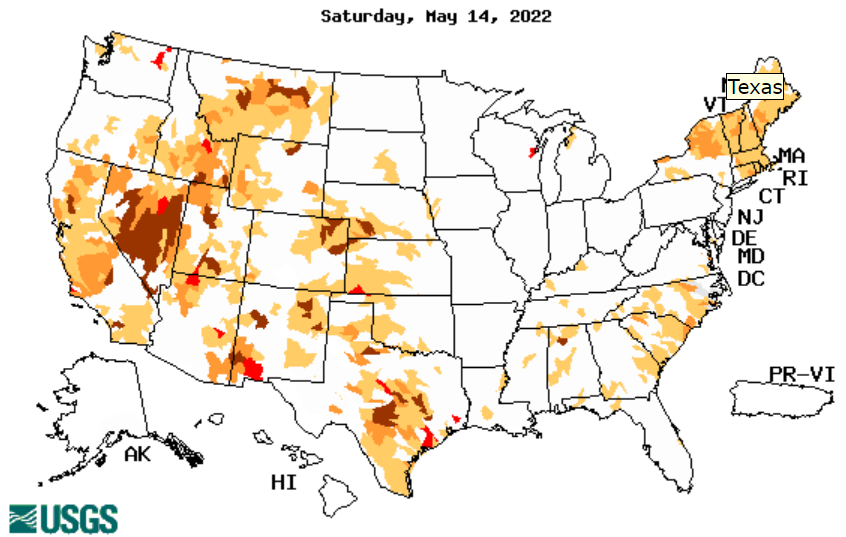 Saturday, May 14, 2022
Texas
VT
MA
RI
CT
NJ
DE
MD
DC
PR-VI
AK
HI
USGS